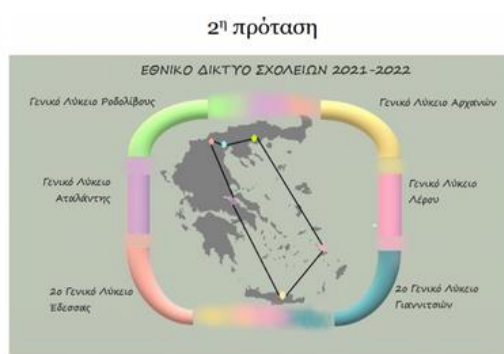 2η πρόταση
ΕΘΝΙΚΟ ΔΙΚΤΥΟ ΣΧΟΛΕΙΩΝ 2021-2022
Γενικό Λύκειο Ροδολίβους
Γενικό Λύκειο Αρχανών
Γενικό Λύκειο
Αταλάντης
Γενικό Λύκειο
Λέρου
2ο Γενικό Λύκειο
Έδεσσας
2ο Γενικό Λύκειο
Γιαννιτσών